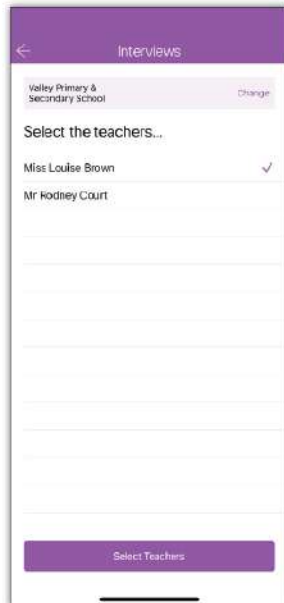 Interviews
Valley Primary &
Secondary School
Change
Select the teachers...
Miss Louise Brown
Mr Rodney Court
Select Teachers